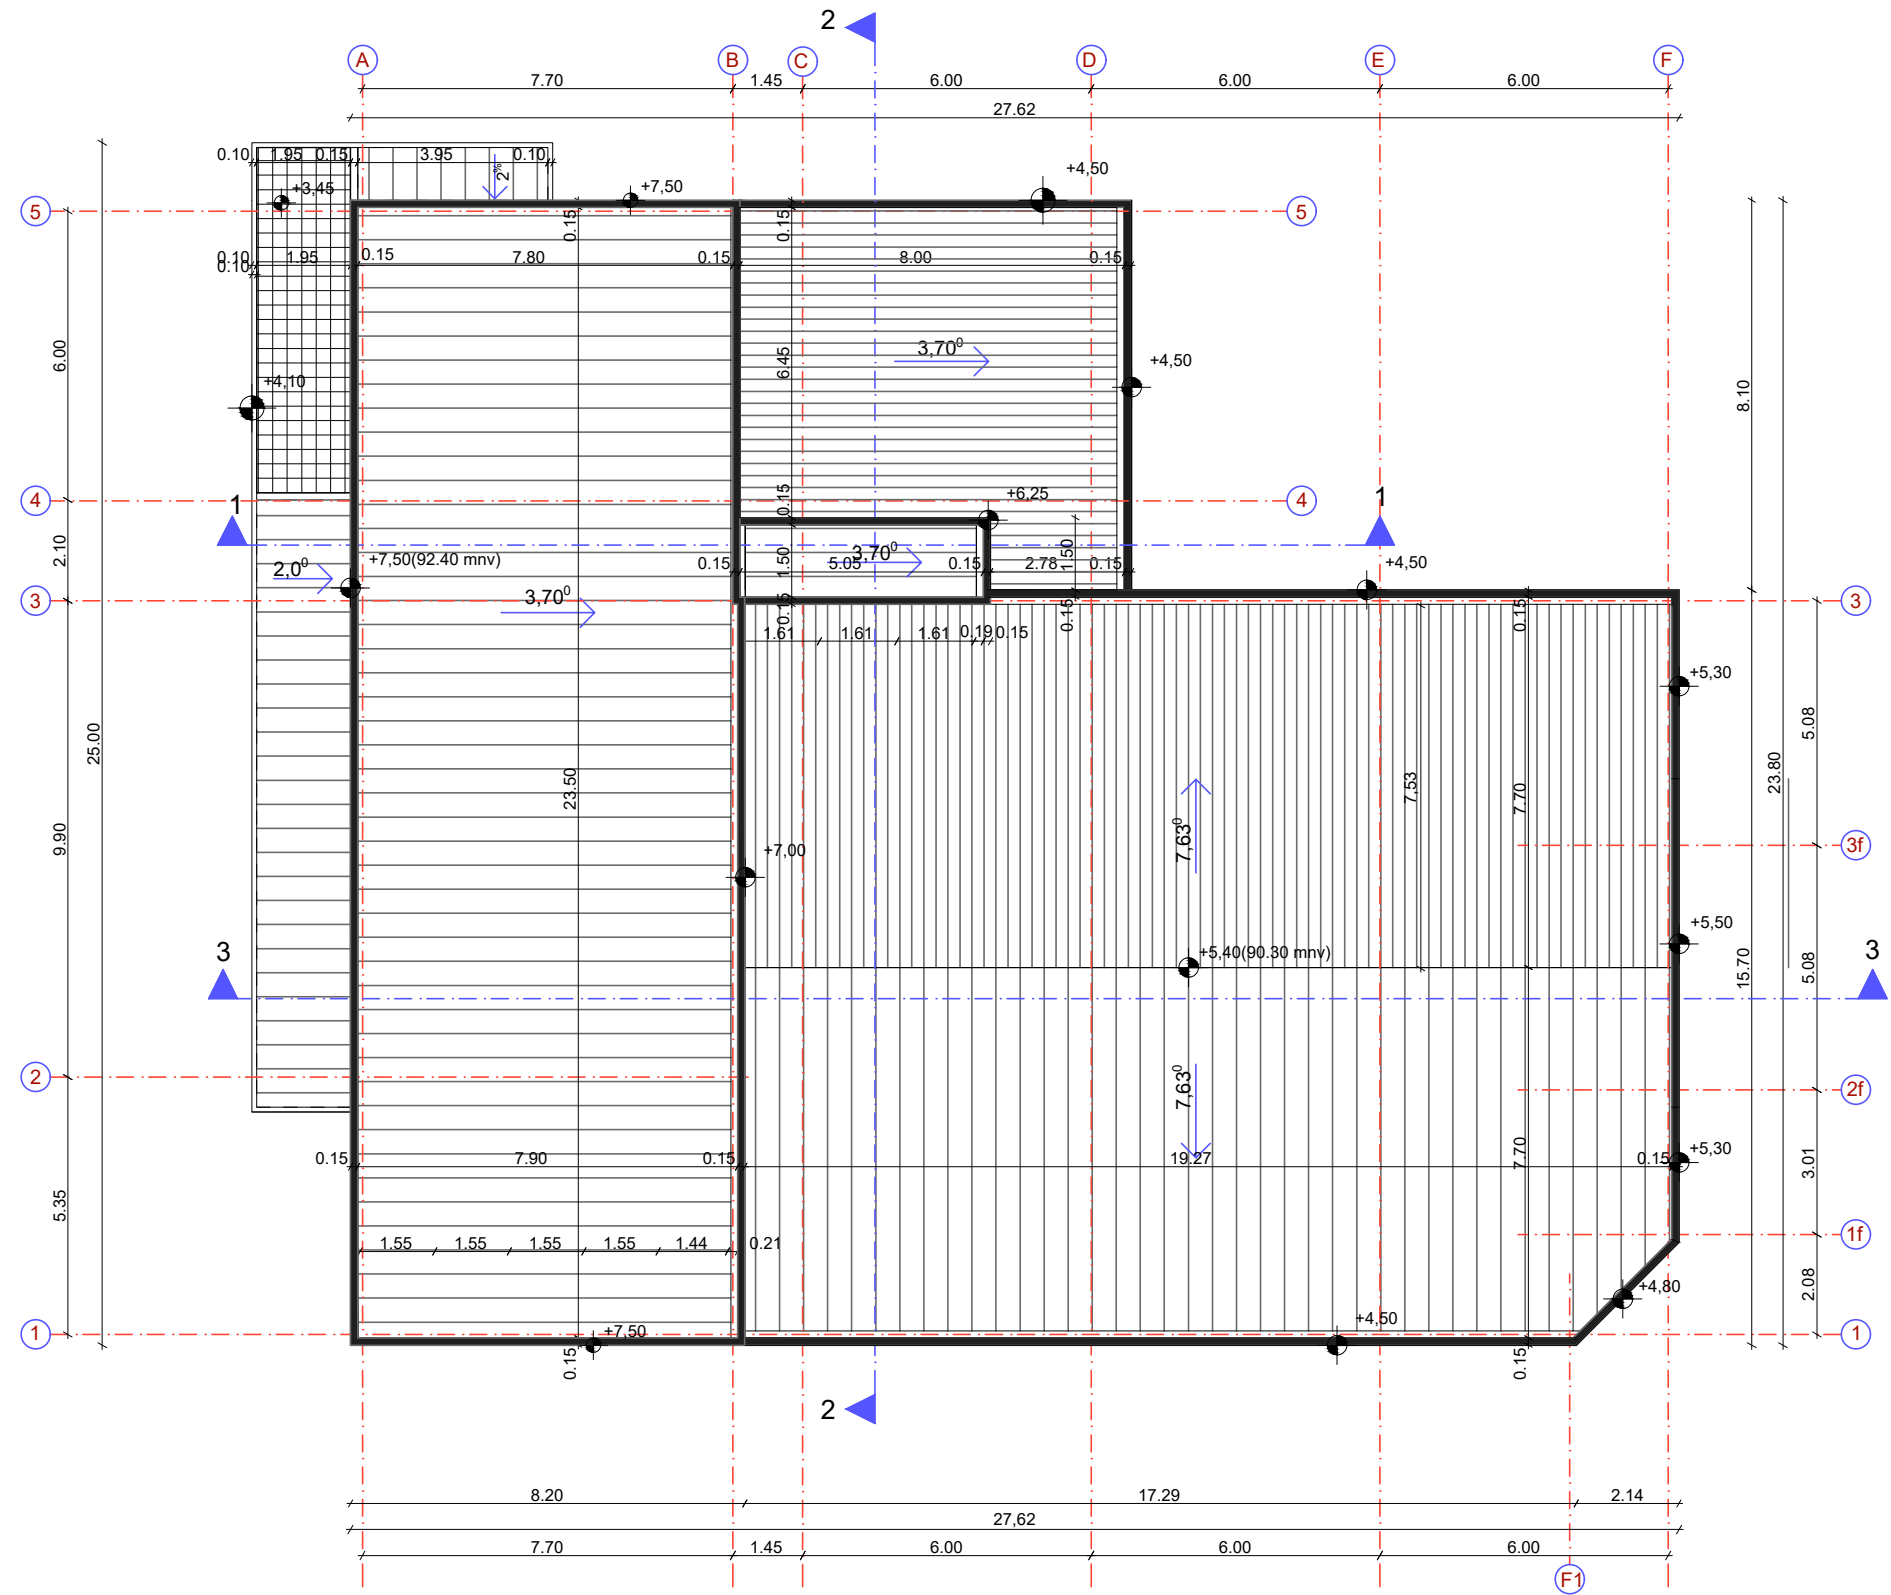 2
A B C D E F
7.70 1.45 6.00 6.00 6.00
27.62
0.10 1.95 0.15 3.95 0.10
2%
+3,45
+7,50
+4,50
5 5
0.15 0.15
0.10 1.95 0.15 7.80 0.15 8.00 0.15
0.10
6.00
6.45
3,70⁰
+4,50
+4,10
8.10
4 4
0.15
+6,25
1 1
2.10
+7,50(92.40 mnv)
2,0⁰
0.15 1.50 5.05 3,70⁰ 0.15 2.78 1.50 0.15
+4,50
3,70⁰
3 3
0.15 0.15 0.15
1.61 1.61 1.61 0,19 0.15
+5,30
5.08
25.00
23.50
7,53 7.70
23.80
9.90
7,63⁰
3f
+7,00
+5,50
+5,40(90.30 mnv)
3 3
15.70 5.08
2 2f
7,63⁰
0.15 7.90 0.15 19.27 7.70 0.15 +5,30
3.01
5.35
1.55 1.55 1.55 1.55 1.44 0.21
1f
+4,80
2.08
+7,50
+4,50
1 1
0.15 0.15
2
8.20 17.29 2.14
27,62
7.70 1.45 6.00 6.00 6.00
F1